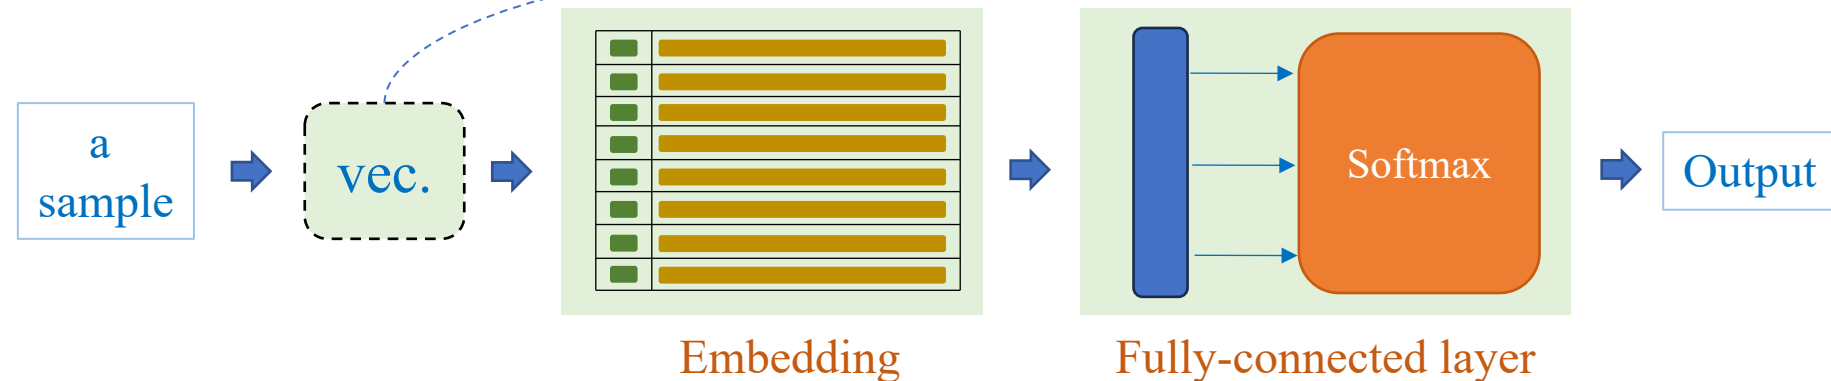 a
sample
vec.
Softmax
Output
Embedding
Fully-connected layer